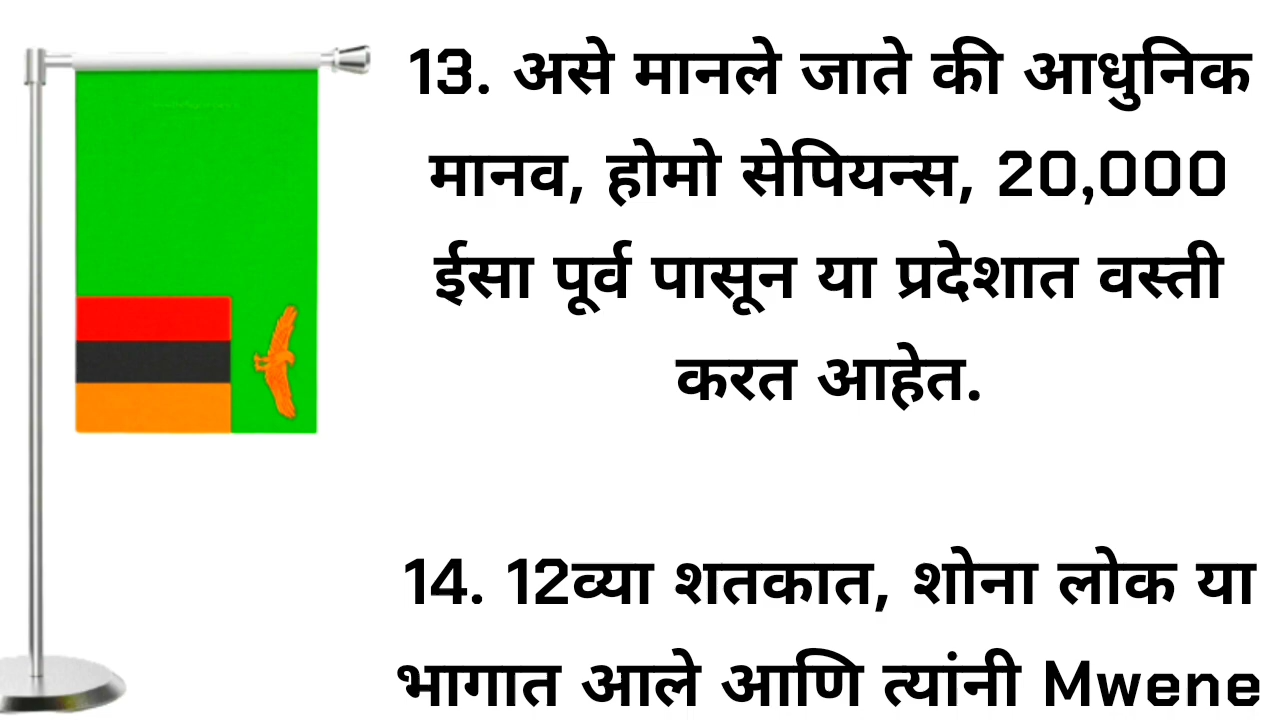 13. असे मानले जाते की आधुनिक
मानव, होमो सेपियन्स, 20,000
ईसा पूर्व पासून या प्रदेशात वस्ती
करत आहेत.
14. 12व्या शतकात, शोना लोक या
भागात आले आणि त्यांनी Mwene